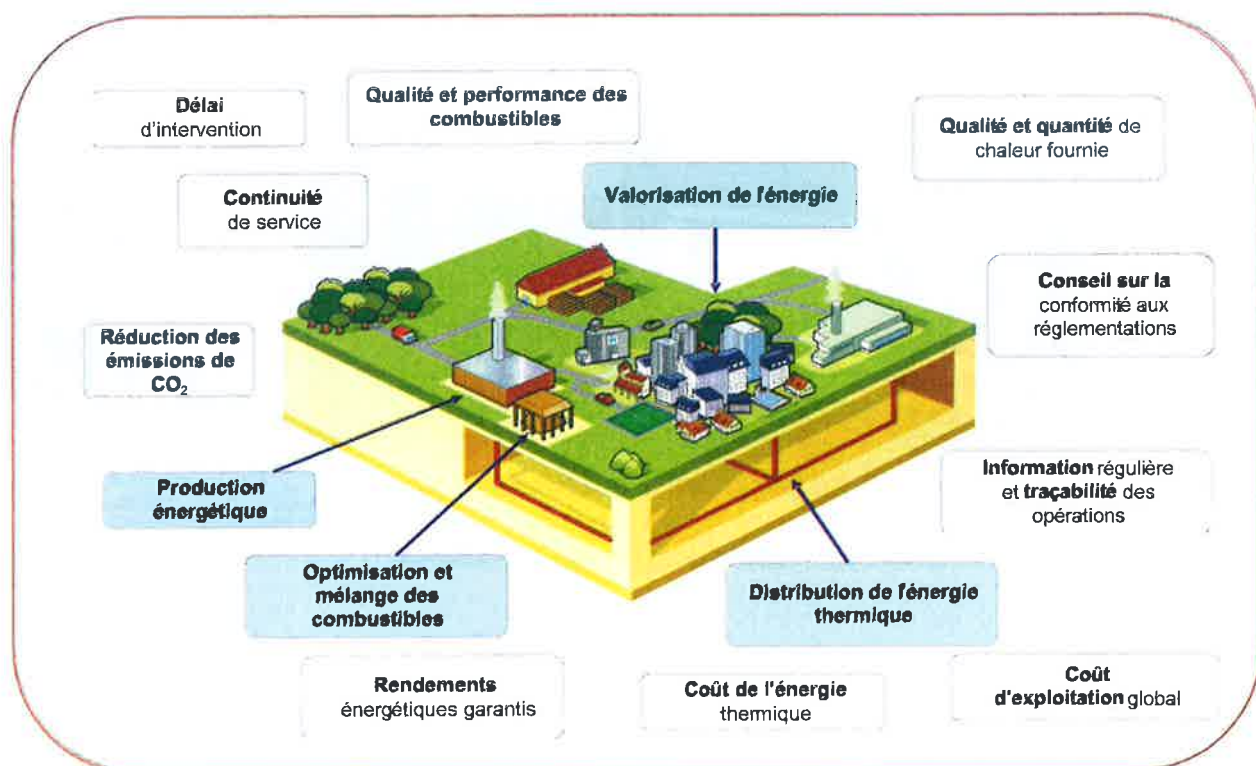 Délai
d'intervention
Qualité et performance des
combustibles
Qualité et quantité de
chaleur fournie
Valorisation de l'énergie
Continuité
de service
Conseil sur la
conformité aux
réglementations
Réduction des
émissions de
CO₂
Information régulière
et traçabilité des
opérations
Production
énergétique
Optimisation et
mélange des
combustibles
Distribution de l'énergie
thermique
Rendements
énergétiques garantis
Coût de l'énergie
thermique
Coût
d'exploitation global